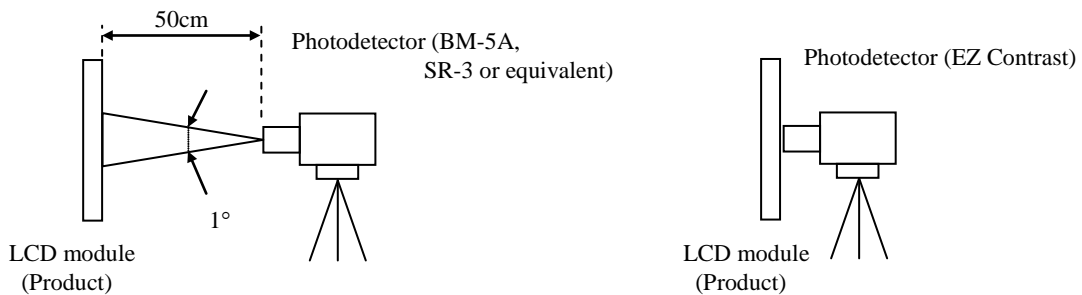 50cm
Photodetector (BM-5A,
SR-3 or equivalent)
1°
LCD module
(Product)
Photodetector (EZ Contrast)
LCD module
(Product)